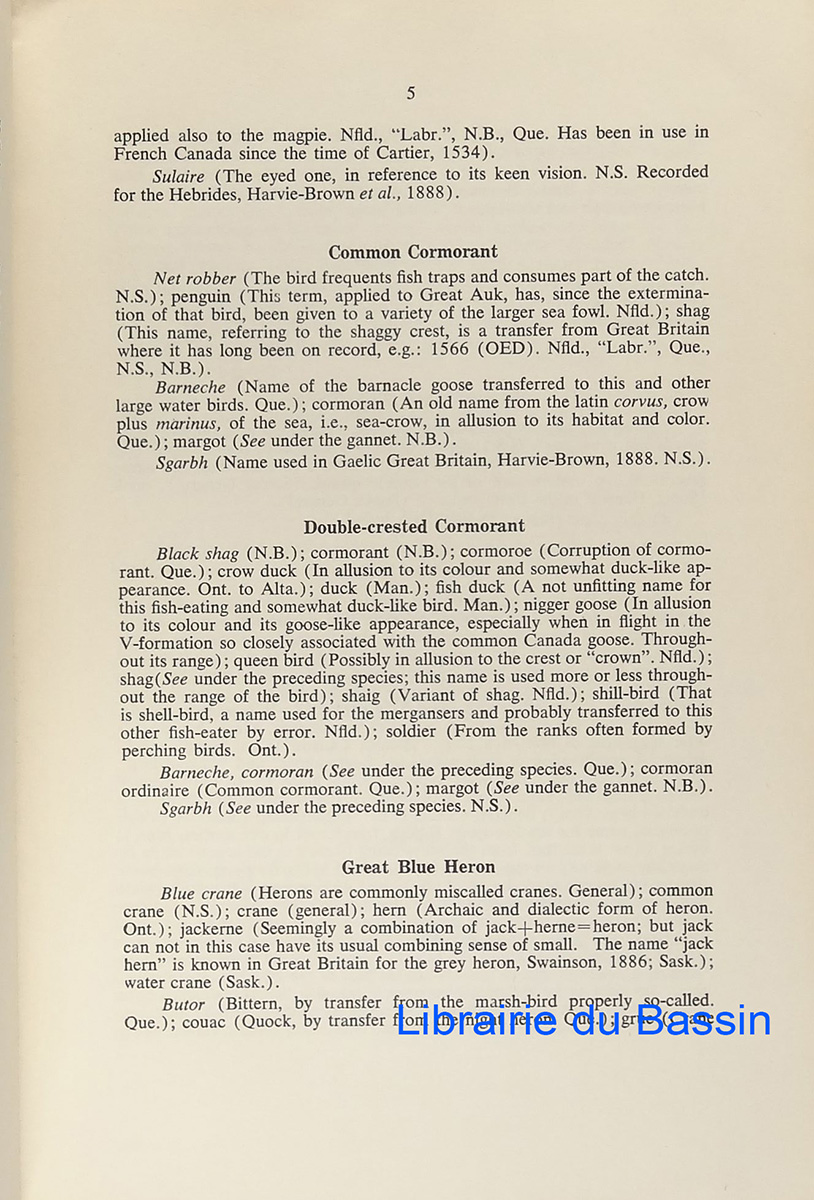 5
applied also to the magpie. Nfld., “Labr.”, N.B., Que. Has been in use in
French Canada since the time of Cartier, 1534).
Sulaire (The eyed one, in reference to its keen vision. N.S. Recorded
for the Hebrides, Harvie-Brown et al., 1888).
Common Cormorant
Net robber (The bird frequents fish traps and consumes part of the catch.
N.S.); penguin (This term, applied to Great Auk, has, since the extermina-
tion of that bird, been given to a variety of the larger sea fowl. Nfld.); shag
(This name, referring to the shaggy crest, is a transfer from Great Britain
where it has long been on record, e.g.: 1566 (OED). Nfld., “Labr.”, Que.,
N.S., N.B.).
Barneche (Name of the barnacle goose transferred to this and other
large water birds. Que.); cormoran (An old name from the latin corvus, crow
plus marinus, of the sea, i.e., sea-crow, in allusion to its habitat and color.
Que.); margot (See under the gannet. N.B.).
Sgarbh (Name used in Gaelic Great Britain, Harvie-Brown, 1888. N.S.).
Double-crested Cormorant
Black shag (N.B.); cormorant (N.B.); cormoroe (Corruption of cormo-
rant. Que.); crow duck (In allusion to its colour and somewhat duck-like ap-
pearance. Ont. to Alta.); duck (Man.); fish duck (A not unfitting name for
this fish-eating and somewhat duck-like bird. Man.); nigger goose (In allusion
to its colour and its goose-like appearance, especially when in flight in the
V-formation so closely associated with the common Canada goose. Through-
out its range); queen bird (Possibly in allusion to the crest or “crown”. Nfld.);
shag(See under the preceding species; this name is used more or less through-
out the range of the bird); shaig (Variant of shag. Nfld.); shill-bird (That
is shell-bird, a name used for the mergansers and probably transferred to this
other fish-eater by error. Nfld.); soldier (From the ranks often formed by
perching birds. Ont.).
Barneche, cormoran (See under the preceding species. Que.); cormoran
ordinaire (Common cormorant. Que.); margot (See under the gannet. N.B.).
Sgarbh (See under the preceding species. N.S.).
Great Blue Heron
Blue crane (Herons are commonly miscalled cranes. General); common
crane (N.S.); crane (general); hern (Archaic and dialectic form of heron.
Ont.); jackerne (Seemingly a combination of jack+herne=heron; but jack
can not in this case have its usual combining sense of small. The name “jack
hern” is known in Great Britain for the grey heron, Swainson, 1886; Sask.);
water crane (Sask.).
Butor (Bittern, by transfer from the marsh-bird properly so-called.
Que.); couac (Quock, by transfer from the night heron. Que.); grue (Crane
Librairie du Bassin